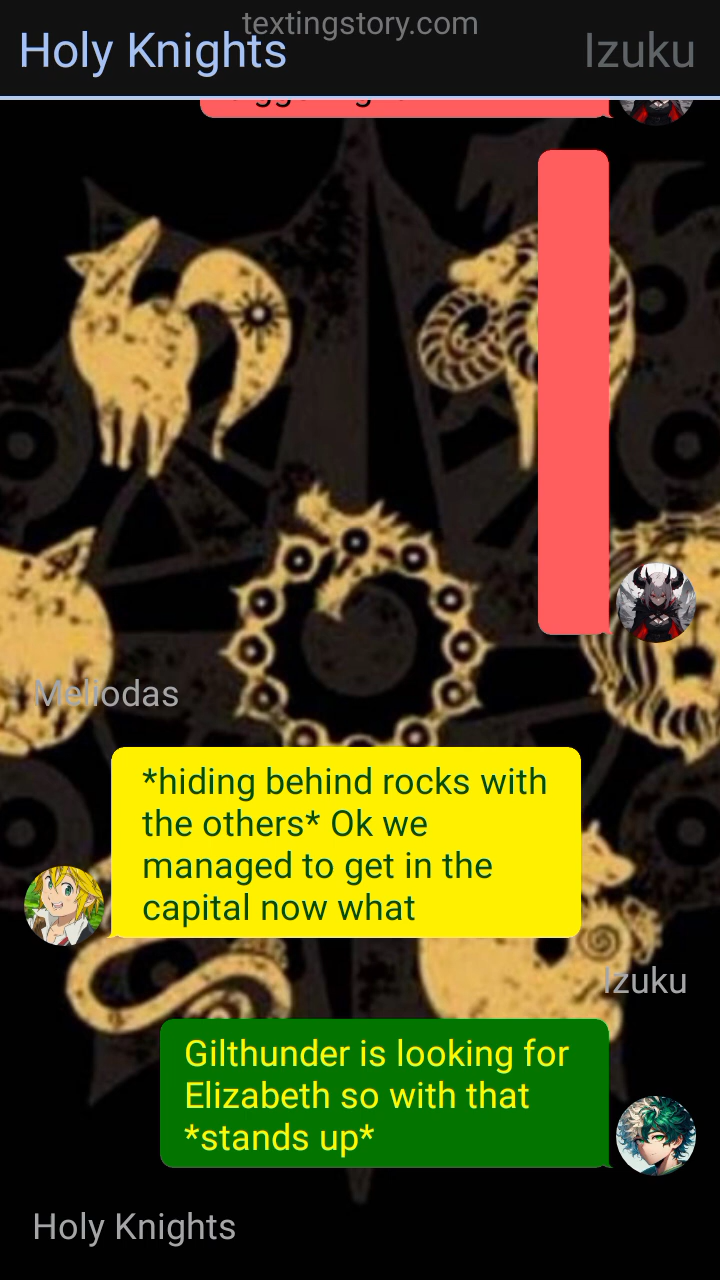 textingstory.com
Holy Knights
Izuku
Meliodas
*hiding behind rocks with
the others* Ok we
managed to get in the
capital now what
Izuku
Gilthunder is looking for
Elizabeth so with that
*stands up*
Holy Knights